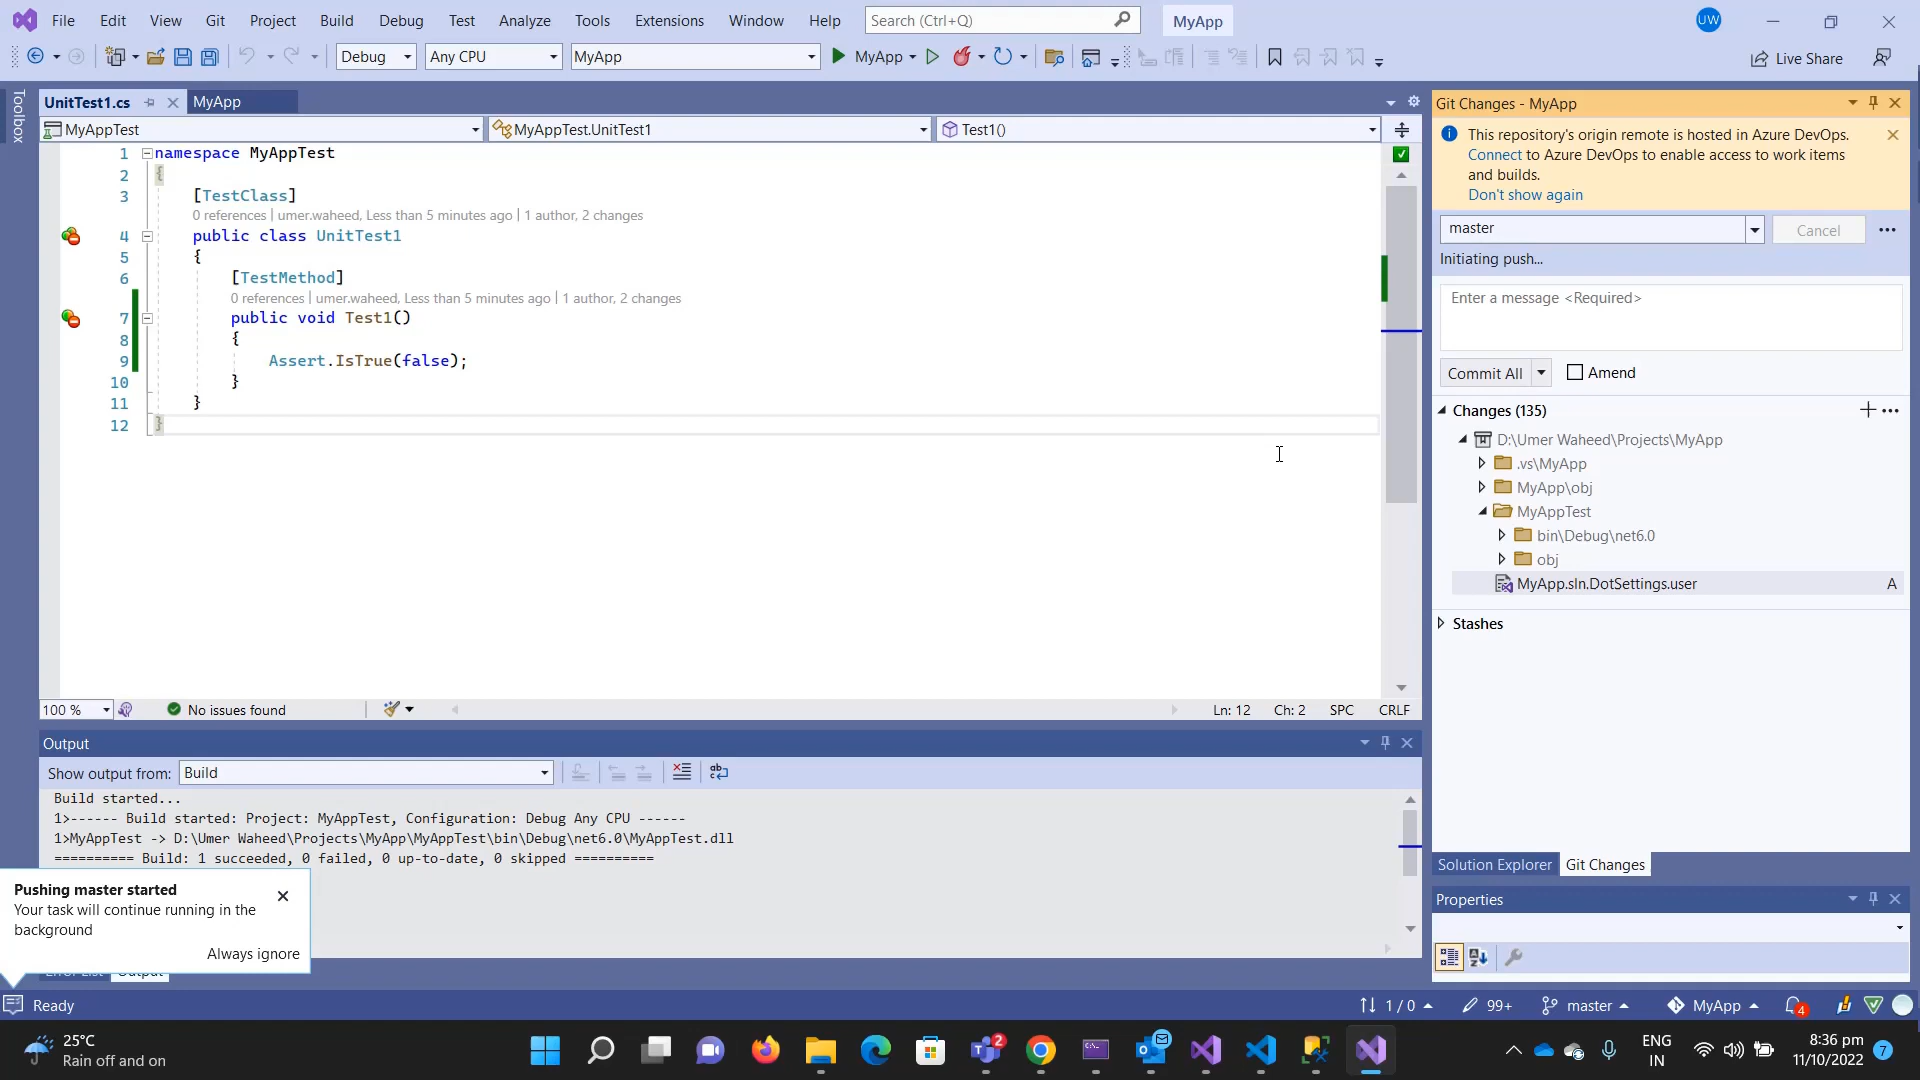 File Edit View Git Project Build Debug Test Analyze Tools Extensions Window Help Search (Ctrl+Q) MyApp UW
Debug Any CPU MyApp MyApp Live Share
Toolbox
UnitTest1.cs MyApp
MyAppTest MyAppTest.UnitTest1 Test1()
1 namespace MyAppTest
2 {
3 [TestClass]
0 references | umer.waheed, Less than 5 minutes ago | 1 author, 2 changes
4 public class UnitTest1
5 {
6 [TestMethod]
0 references | umer.waheed, Less than 5 minutes ago | 1 author, 2 changes
7 public void Test1()
8 {
9 Assert.IsTrue(false);
10 }
11 }
12 }
100 % No issues found Ln: 12 Ch: 2 SPC CRLF
Output
Show output from: Build
Build started...
1>------ Build started: Project: MyAppTest, Configuration: Debug Any CPU ------
1>MyAppTest -> D:\Umer Waheed\Projects\MyApp\MyAppTest\bin\Debug\net6.0\MyAppTest.dll
========== Build: 1 succeeded, 0 failed, 0 up-to-date, 0 skipped ==========
Pushing master started
Your task will continue running in the
background
Always ignore
Error List Output
Git Changes - MyApp
This repository's origin remote is hosted in Azure DevOps.
Connect to Azure DevOps to enable access to work items
and builds.
Don't show again
master Cancel
Initiating push...
Enter a message <Required>
Commit All Amend
Changes (135)
D:\Umer Waheed\Projects\MyApp
.vs\MyApp
MyApp\obj
MyAppTest
bin\Debug\net6.0
obj
MyApp.sln.DotSettings.user A
Stashes
Solution Explorer Git Changes
Properties
Ready 1 / 0 99+ master MyApp 4
25°C
Rain off and on
2
ENG
IN
8:36 pm
11/10/2022
7